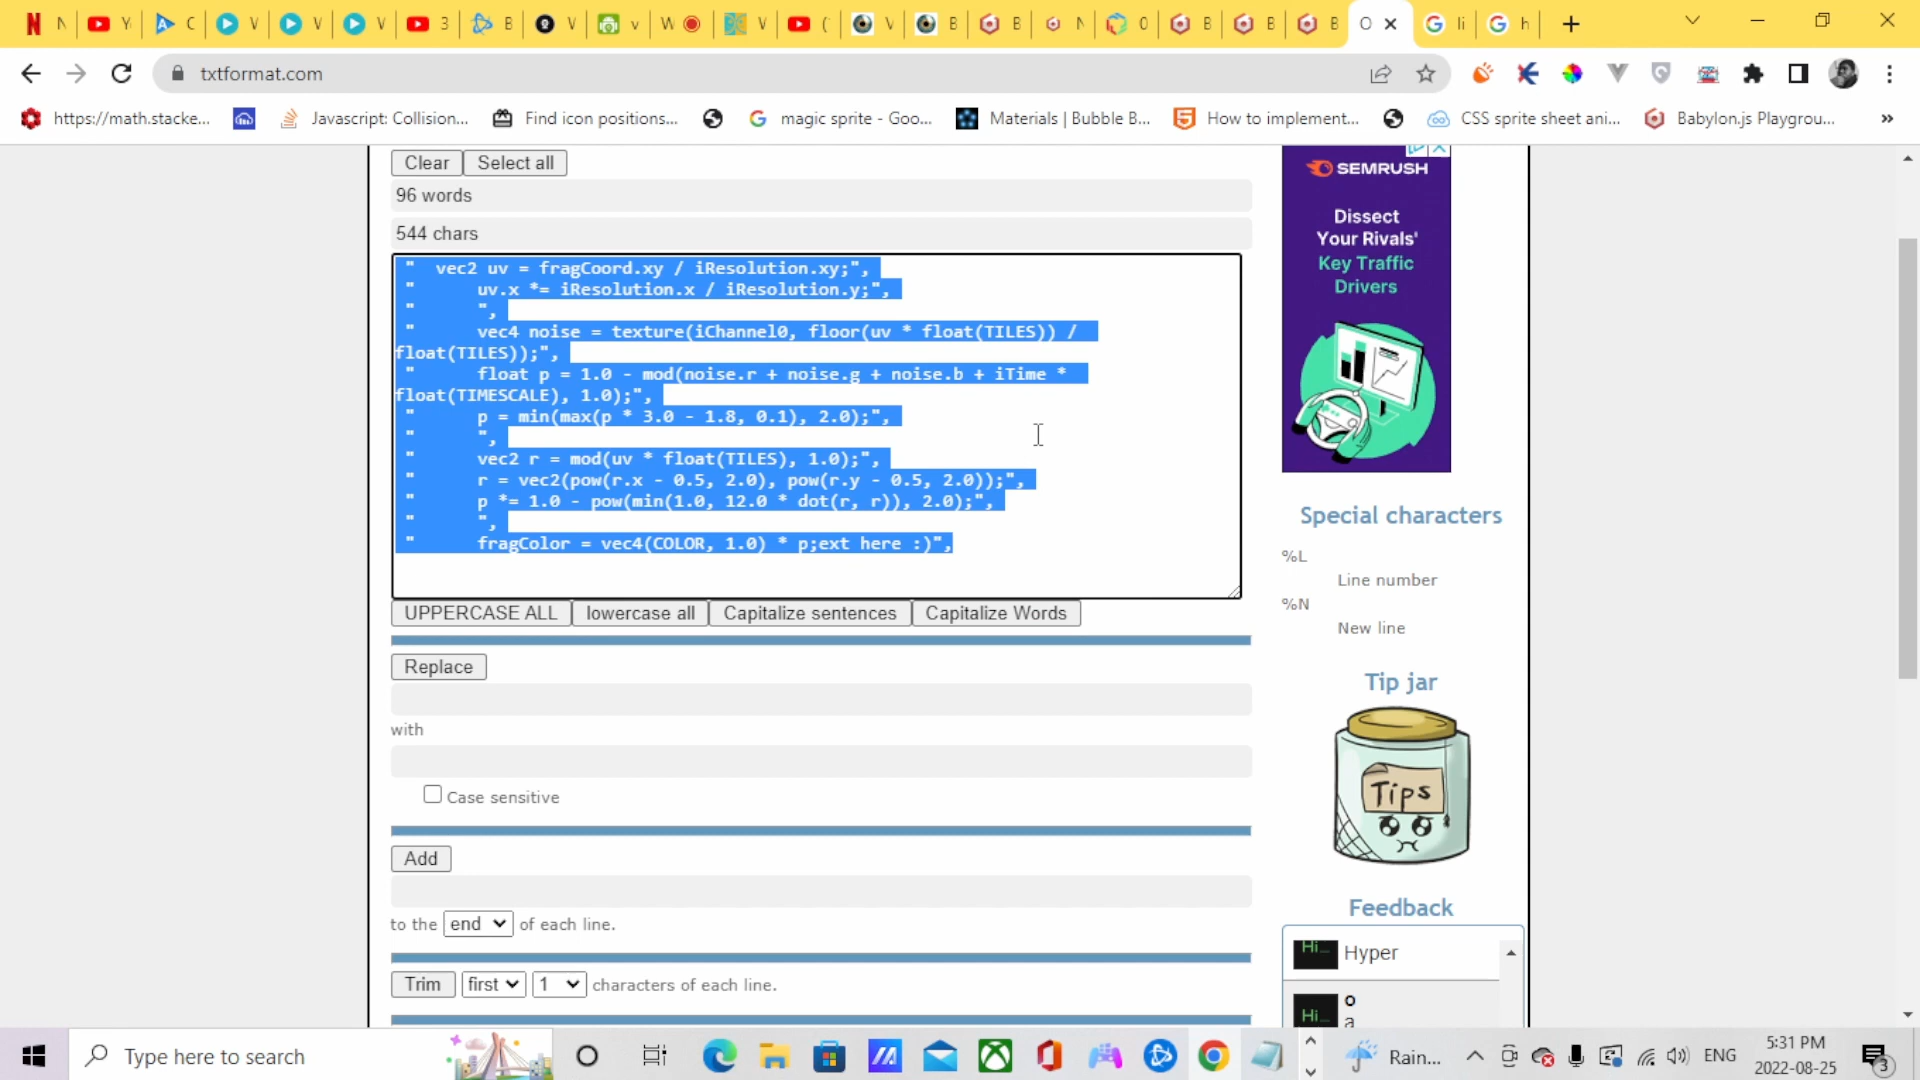 txtformat.com
https://math.stacke...
Javascript: Collision...
Find icon positions...
magic sprite - Goo...
Materials | Bubble B...
How to implement...
CSS sprite sheet ani...
Babylon.js Playgrou...
»
Clear
Select all
96 words
544 chars
"  vec2 uv = fragCoord.xy / iResolution.xy;",
"      uv.x *= iResolution.x / iResolution.y;",
"      ",
"      vec4 noise = texture(iChannel0, floor(uv * float(TILES)) /
float(TILES));",
"      float p = 1.0 - mod(noise.r + noise.g + noise.b + iTime *
float(TIMESCALE), 1.0);",
"      p = min(max(p * 3.0 - 1.8, 0.1), 2.0);",
"      ",
"      vec2 r = mod(uv * float(TILES), 1.0);",
"      r = vec2(pow(r.x - 0.5, 2.0), pow(r.y - 0.5, 2.0));",
"      p *= 1.0 - pow(min(1.0, 12.0 * dot(r, r)), 2.0);",
"      ",
"      fragColor = vec4(COLOR, 1.0) * p;ext here :)",
UPPERCASE ALL
lowercase all
Capitalize sentences
Capitalize Words
Replace
with
Case sensitive
Add
to the end of each line.
Trim first 1 characters of each line.
SEMRUSH
Dissect
Your Rivals'
Key Traffic
Drivers
Special characters
%L
Line number
%N
New line
Tip jar
Tips
Feedback
Hi_
Hyper
Hi_
o
a
Type here to search
Rain...
ENG
5:31 PM
2022-08-25
3